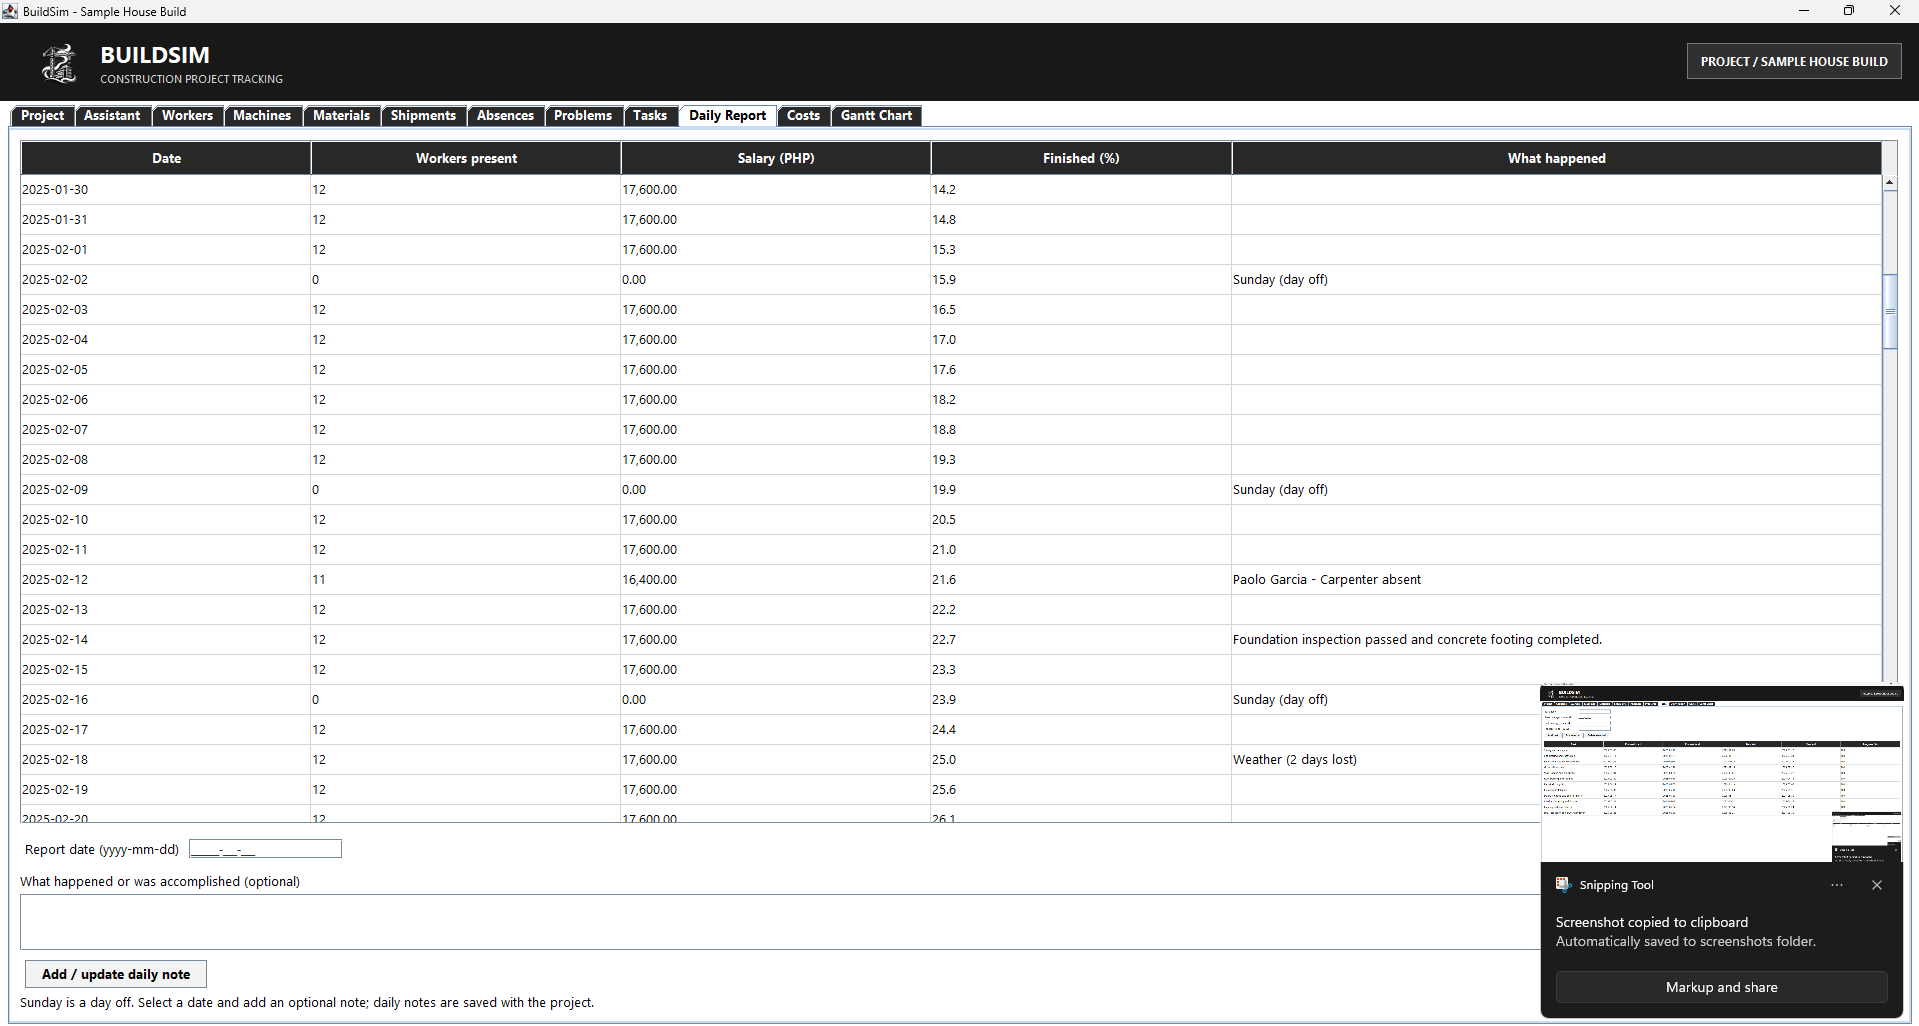 BuildSim - Sample House Build
BUILDSIM
CONSTRUCTION PROJECT TRACKING
PROJECT / SAMPLE HOUSE BUILD
Project Assistant Workers Machines Materials Shipments Absences Problems Tasks Daily Report Costs Gantt Chart
Date Workers present Salary (PHP) Finished (%) What happened
2025-01-30 12 17,600.00 14.2
2025-01-31 12 17,600.00 14.8
2025-02-01 12 17,600.00 15.3
2025-02-02 0 0.00 15.9 Sunday (day off)
2025-02-03 12 17,600.00 16.5
2025-02-04 12 17,600.00 17.0
2025-02-05 12 17,600.00 17.6
2025-02-06 12 17,600.00 18.2
2025-02-07 12 17,600.00 18.8
2025-02-08 12 17,600.00 19.3
2025-02-09 0 0.00 19.9 Sunday (day off)
2025-02-10 12 17,600.00 20.5
2025-02-11 12 17,600.00 21.0
2025-02-12 11 16,400.00 21.6 Paolo Garcia - Carpenter absent
2025-02-13 12 17,600.00 22.2
2025-02-14 12 17,600.00 22.7 Foundation inspection passed and concrete footing completed.
2025-02-15 12 17,600.00 23.3
2025-02-16 0 0.00 23.9 Sunday (day off)
2025-02-17 12 17,600.00 24.4
2025-02-18 12 17,600.00 25.0 Weather (2 days lost)
2025-02-19 12 17,600.00 25.6
2025-02-20 12 17,600.00 26.1
Report date (yyyy-mm-dd) ____-__-__
What happened or was accomplished (optional)
Add / update daily note
Sunday is a day off. Select a date and add an optional note; daily notes are saved with the project.
BUILDSIM
Snipping Tool
Screenshot copied to clipboard
Automatically saved to screenshots folder.
Markup and share